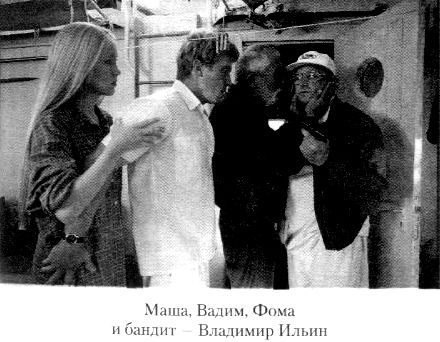 Маша, Вадим, Фома
и бандит – Владимир Ильин